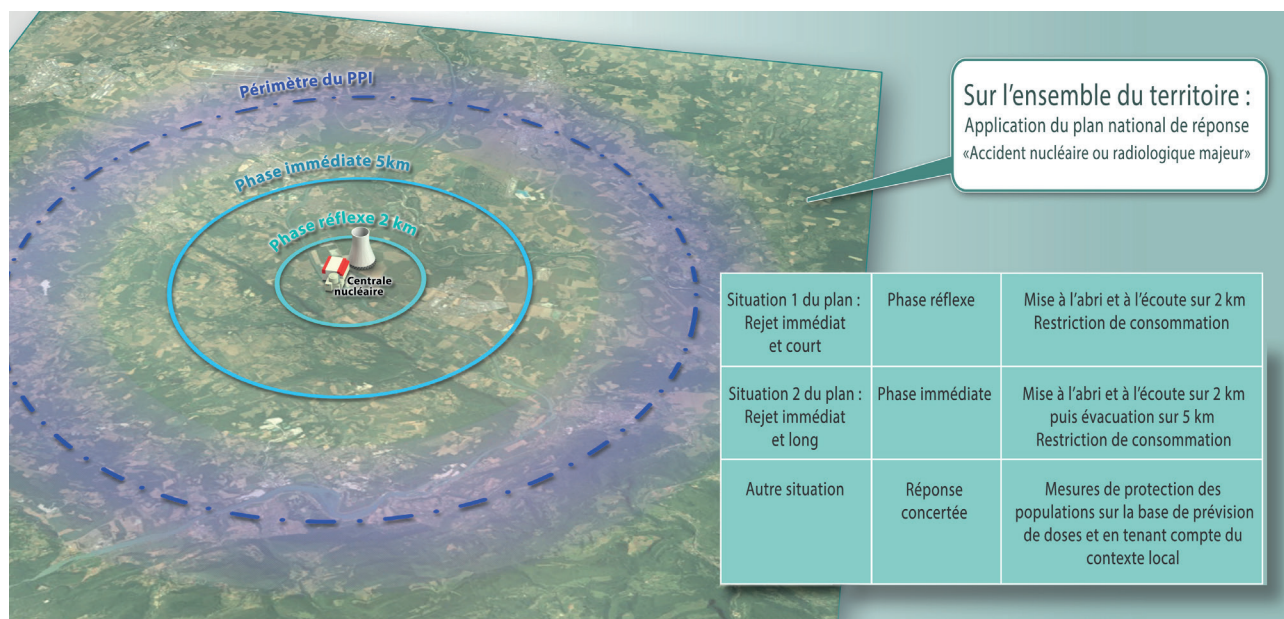 Périmètre du PPI
Phase immédiate 5km
Phase réflexe 2 km
Centrale
nucléaire
Sur l'ensemble du territoire :
Application du plan national de réponse
«Accident nucléaire ou radiologique majeur»
Situation 1 du plan :
Rejet immédiat
et court
Phase réflexe
Mise à l'abri et à l'écoute sur 2 km
Restriction de consommation
Situation 2 du plan :
Rejet immédiat
et long
Phase immédiate
Mise à l'abri et à l'écoute sur 2 km
puis évacuation sur 5 km
Restriction de consommation
Autre situation
Réponse
concertée
Mesures de protection des
populations sur la base de prévision
de doses et en tenant compte du
contexte local